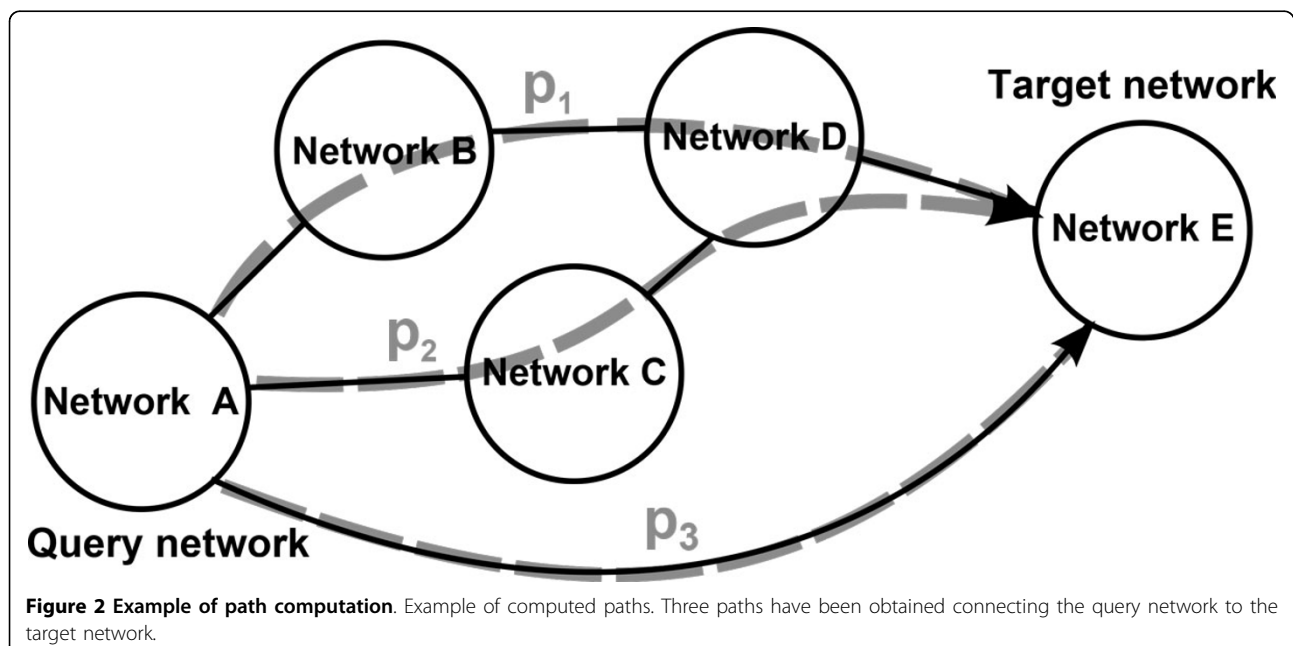 p1
Target network
Network B
Network D
Network E
p2
Network C
Network A
p3
Query network
Figure 2 Example of path computation. Example of computed paths. Three paths have been obtained connecting the query network to the
target network.